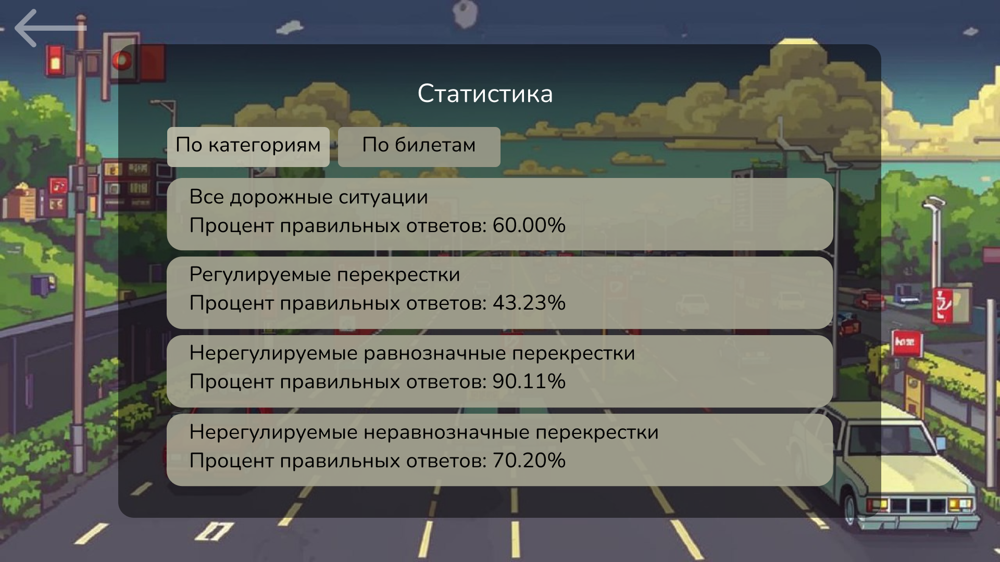 Статистика
По категориям По билетам
Все дорожные ситуации
Процент правильных ответов: 60.00%
Регулируемые перекрестки
Процент правильных ответов: 43.23%
Нерегулируемые равнозначные перекрестки
Процент правильных ответов: 90.11%
Нерегулируемые неравнозначные перекрестки
Процент правильных ответов: 70.20%